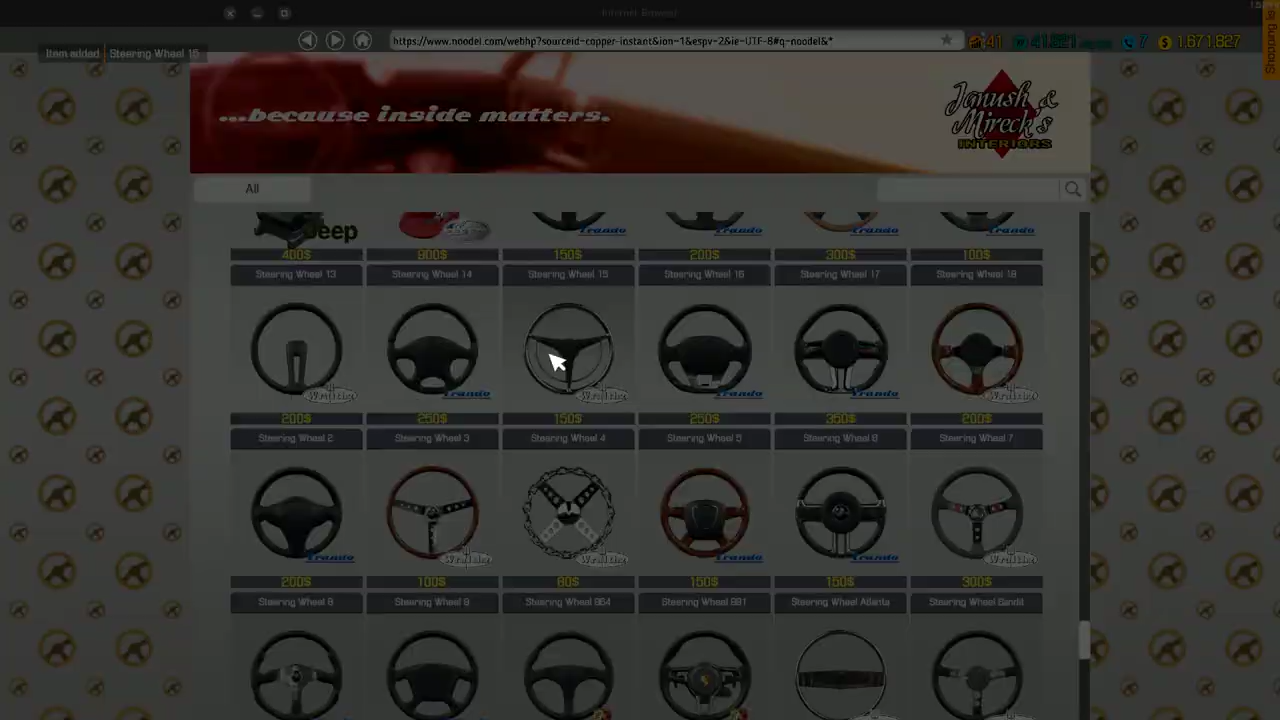 Internet Browser
https://www.noodel.com/webhp?sourceid-copper-instant&ion-1&espv-2&ie-UTF-8#q-noodel&*
41 41,821 7 $ 1,671,827
Item added Steering Wheel 15
...because inside matters.
Janush & Mireck's
INTERIORS
All
Jeep
400$ 900$ 150$ 200$ 300$ 100$
Steering Wheel 13 Steering Wheel 14 Steering Wheel 15 Steering Wheel 16 Steering Wheel 17 Steering Wheel 18
200$ 250$ 150$ 250$ 350$ 200$
Steering Wheel 2 Steering Wheel 3 Steering Wheel 4 Steering Wheel 5 Steering Wheel 6 Steering Wheel 7
200$ 100$ 80$ 150$ 150$ 300$
Steering Wheel 8 Steering Wheel 9 Steering Wheel 964 Steering Wheel 991 Steering Wheel Atlanta Steering Wheel Bandit